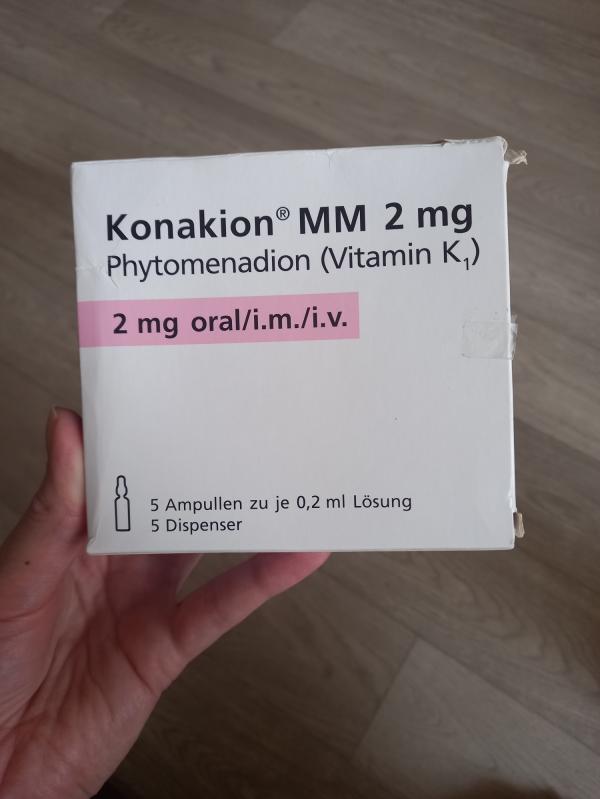 Konakion® MM 2 mg
Phytomenadion (Vitamin K₁)
2 mg oral/i.m./i.v.
5 Ampullen zu je 0,2 ml Lösung
5 Dispenser